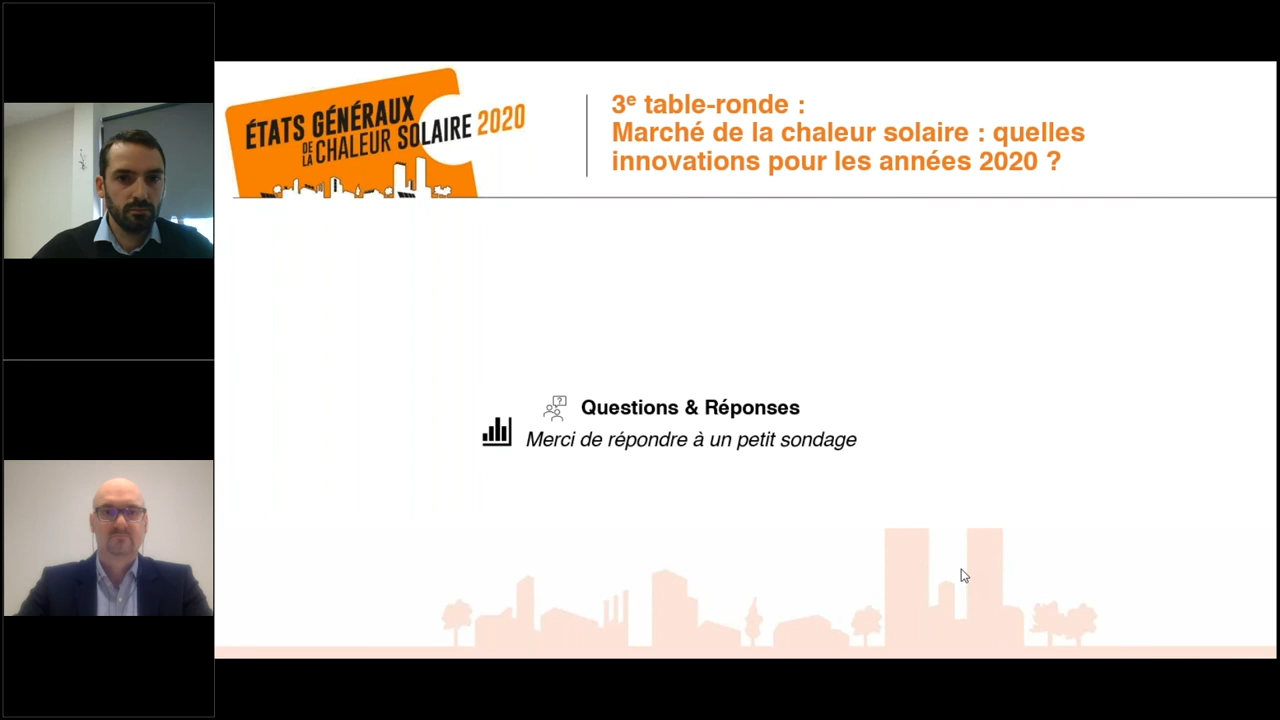 ÉTATS GÉNÉRAUX
DE LA CHALEUR SOLAIRE 2020
3e table-ronde :
Marché de la chaleur solaire : quelles
innovations pour les années 2020 ?
?
Questions & Réponses
Merci de répondre à un petit sondage